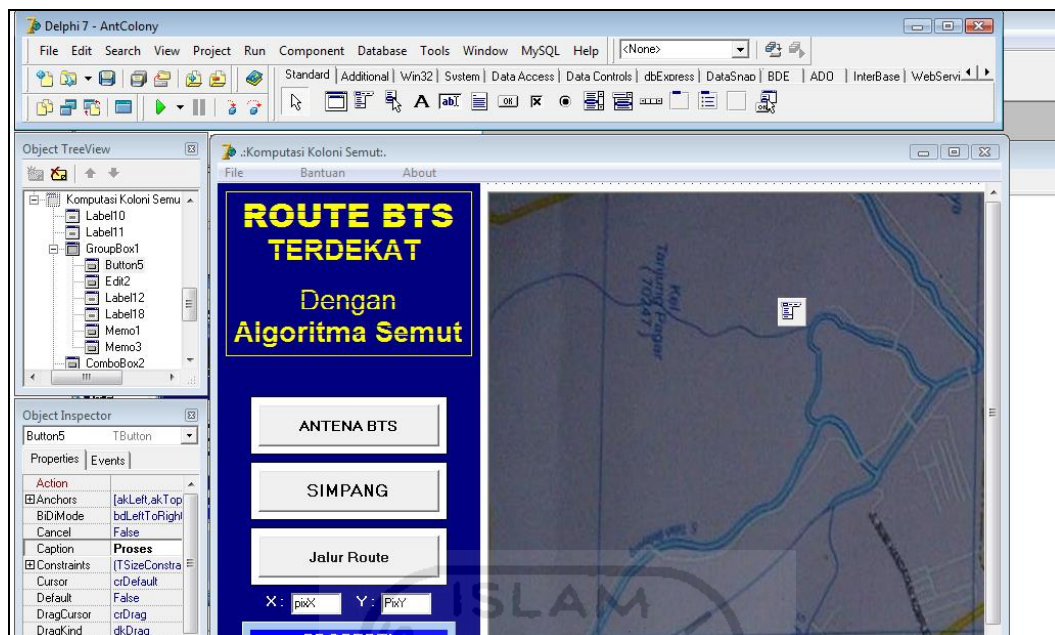 Delphi 7 - AntColony
File Edit Search View Project Run Component Database Tools Window MySQL Help <None>
Standard Additional Win32 System Data Access Data Controls dbExpress DataSnap BDE ADO InterBase WebServi
Object TreeView
Komputasi Koloni Semu
Label10
Label11
GroupBox1
Button5
Edit2
Label12
Label18
Memo1
Memo3
ComboBox2
Object Inspector
Button5 TButton
Properties Events
Action
Anchors [akLeft,akTop
BiDiMode bdLeftToRight
Cancel False
Caption Proses
Constraints (TSizeConstra
Cursor crDefault
Default False
DragCursor crDrag
DragKind dkDrag
.:Komputasi Koloni Semut:.
File Bantuan About
ROUTE BTS
TERDEKAT
Dengan
Algoritma Semut
ANTENA BTS
SIMPANG
Jalur Route
X : pixX Y : PixY
Kel
Tanjung Pagar
(70247)
ISLAM